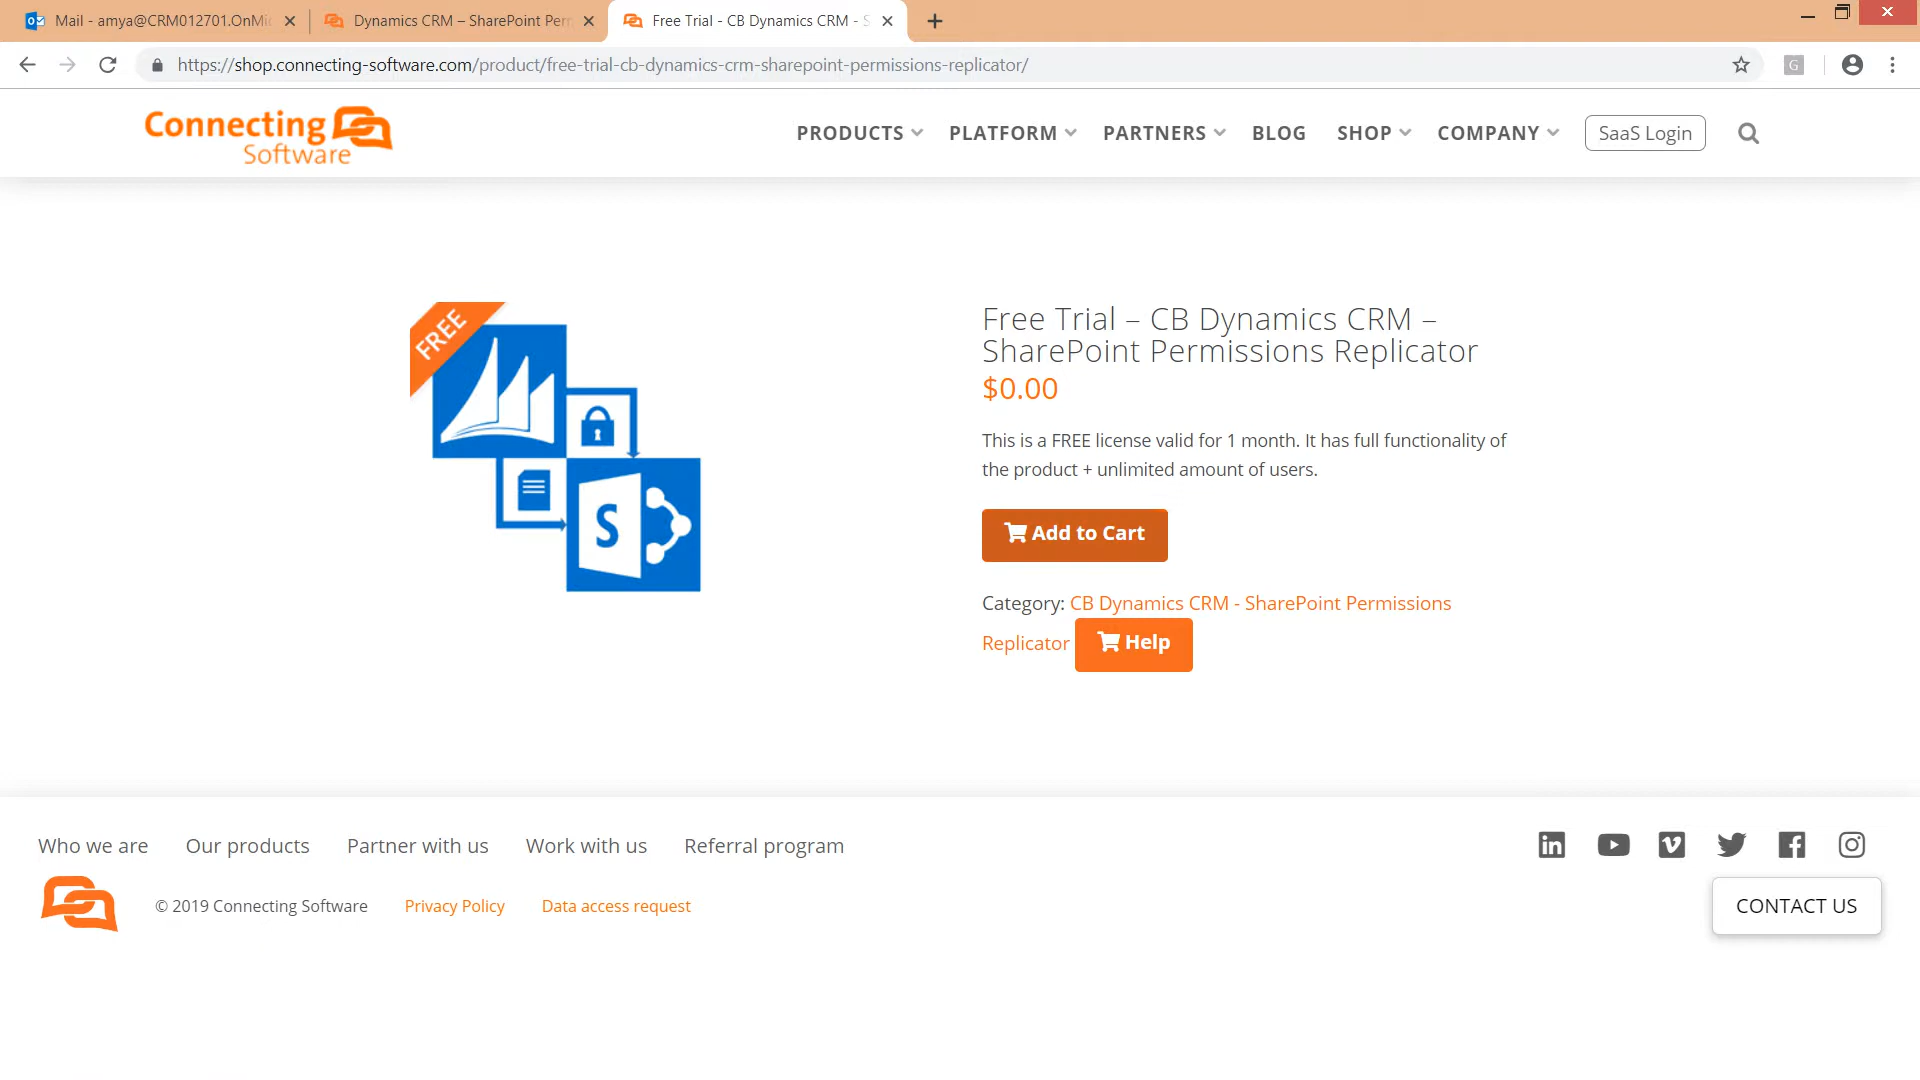 Mail - amya@CRM012701.OnMic
Dynamics CRM – SharePoint Perm
Free Trial - CB Dynamics CRM - S
https://shop.connecting-software.com/product/free-trial-cb-dynamics-crm-sharepoint-permissions-replicator/
G
Connecting
Software
PRODUCTS
PLATFORM
PARTNERS
BLOG
SHOP
COMPANY
SaaS Login
FREE
S
Free Trial – CB Dynamics CRM –
SharePoint Permissions Replicator
$0.00
This is a FREE license valid for 1 month. It has full functionality of
the product + unlimited amount of users.
Add to Cart
Category: CB Dynamics CRM - SharePoint Permissions
Replicator
Help
Who we are
Our products
Partner with us
Work with us
Referral program
© 2019 Connecting Software
Privacy Policy
Data access request
CONTACT US